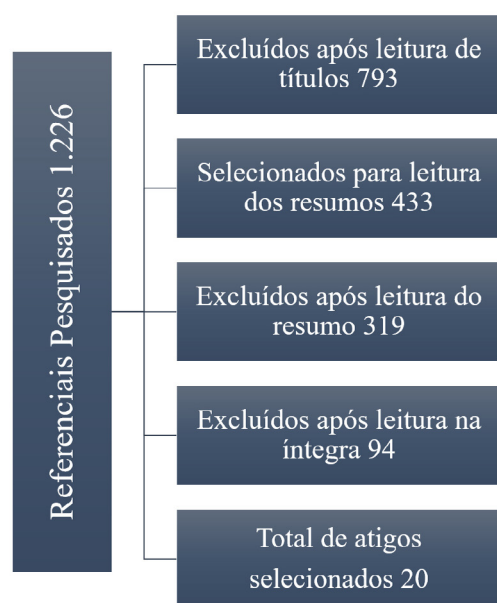 Referenciais Pesquisados 1.226
Excluídos após leitura de
títulos 793
Selecionados para leitura
dos resumos 433
Excluídos após leitura do
resumo 319
Excluídos após leitura na
íntegra 94
Total de atigos
selecionados 20